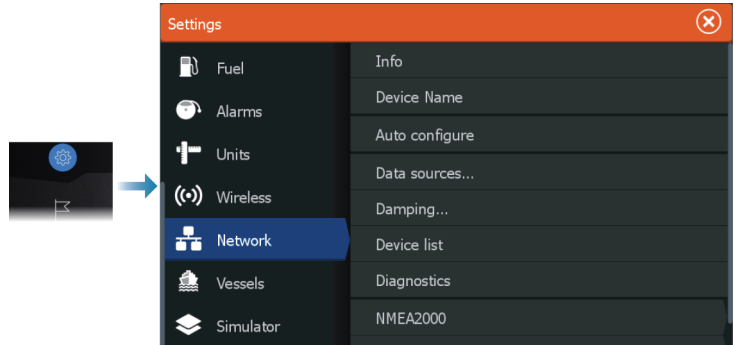 Settings
Fuel
Alarms
Units
Wireless
Network
Vessels
Simulator
Info
Device Name
Auto configure
Data sources...
Damping...
Device list
Diagnostics
NMEA2000